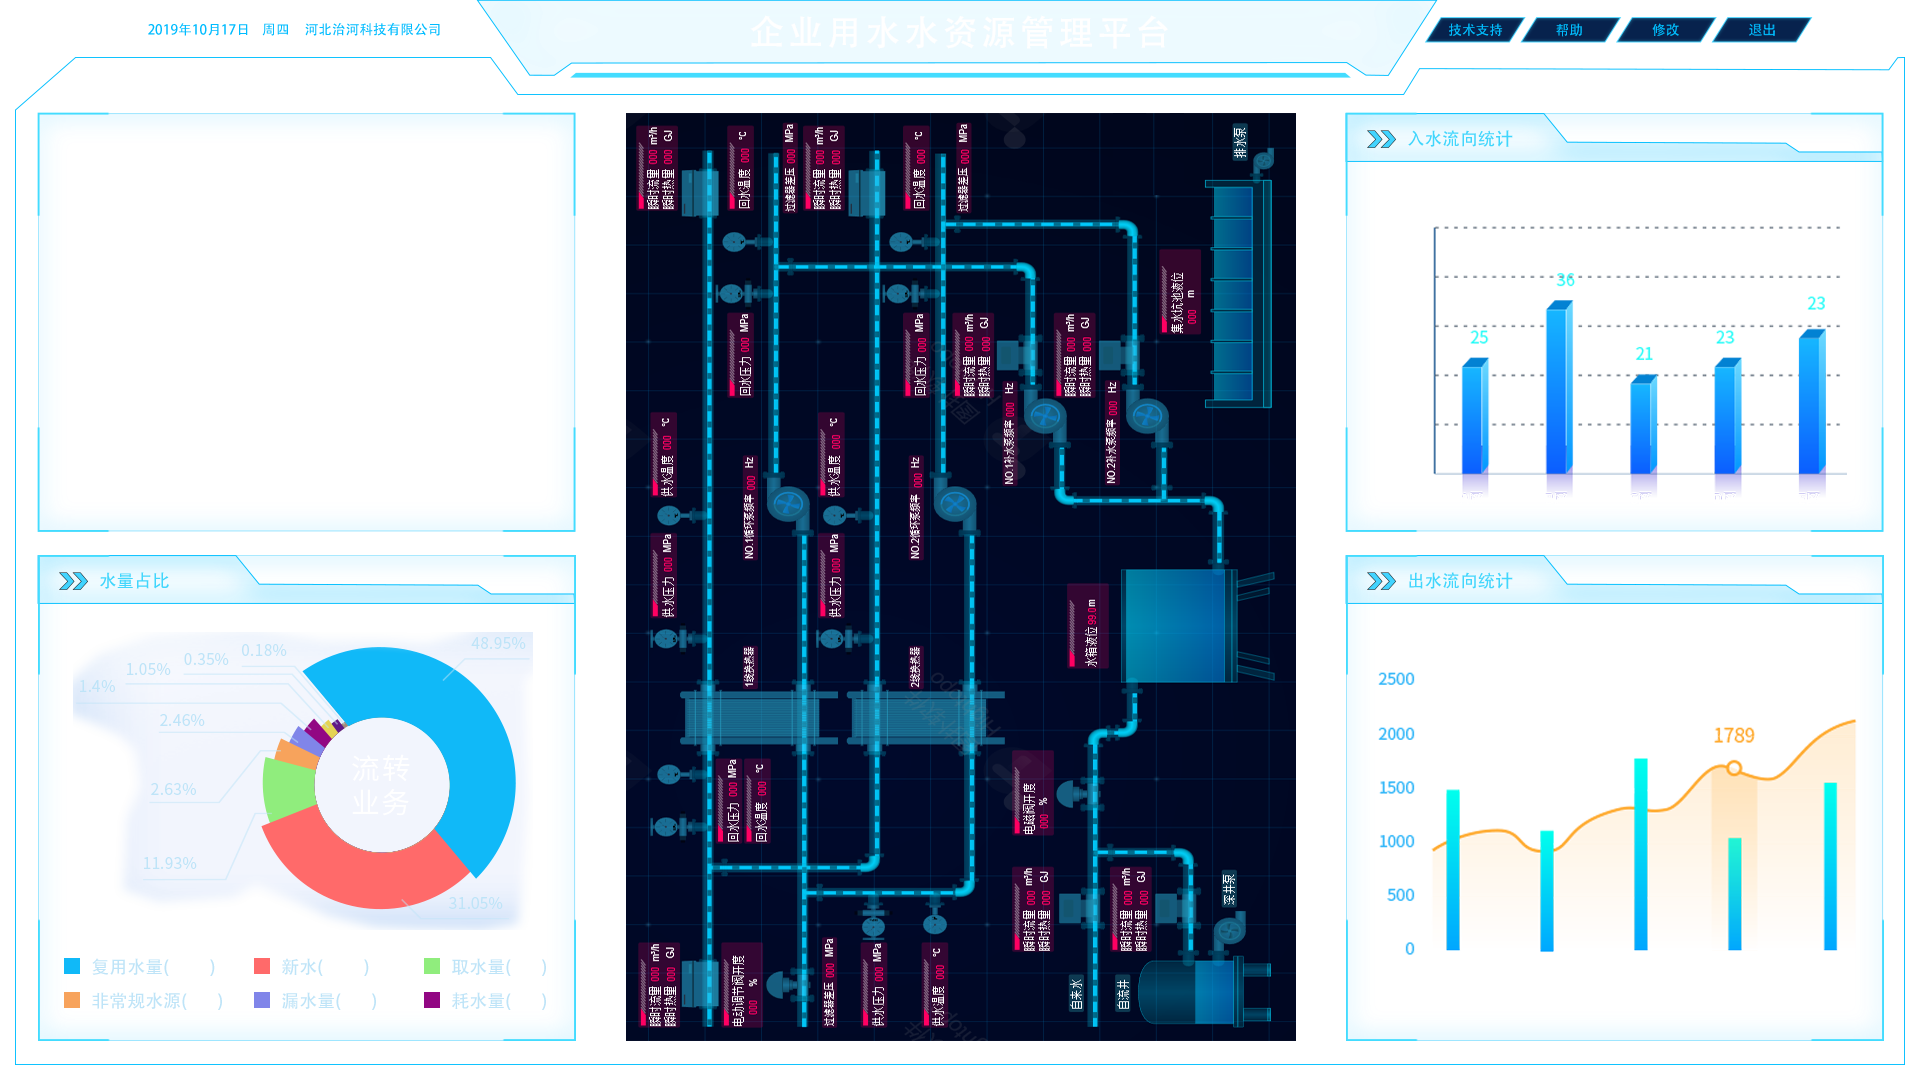 2019年10月17日 周四 河北治河科技有限公司
企业用水水资源管理平台
技术支持 帮助 修改 退出
水量占比
48.95%
0.18%
0.35%
1.05%
1.4%
2.46%
2.63%
11.93%
31.05%
流转
业务
复用水量( )
新水( )
取水量( )
非常规水源( )
漏水量( )
耗水量( )
瞬时流量 000 m³/h
瞬时热量 000 GJ
回水温度 000 ℃
过滤器差压 000 MPa
瞬时流量 000 m³/h
瞬时热量 000 GJ
回水温度 000 ℃
过滤器差压 000 MPa
排水泵
回水压力 000 MPa
回水压力 000 MPa
瞬时流量 000 m³/h
瞬时热量 000 GJ
瞬时流量 000 m³/h
瞬时热量 000 GJ
集水坑池液位
000 m
供水温度 000 ℃
NO.1循环泵频率 000 Hz
供水温度 000 ℃
NO.2循环泵频率 000 Hz
NO.1补水泵频率 000 Hz
NO.2补水泵频率 000 Hz
供水压力 000 MPa
供水压力 000 MPa
1级换热器
2级换热器
水箱液位 99.0m
回水压力 000 MPa
回水温度 000 ℃
电磁阀开度
000 %
瞬时流量 000 m³/h
瞬时热量 000 GJ
瞬时流量 000 m³/h
瞬时热量 000 GJ
深井泵
瞬时流量 000 m³/h
瞬时热量 000 GJ
电动调节阀开度
000 %
过滤器差压 000 MPa
供水压力 000 MPa
供水温度 000 ℃
自来水
自流井
入水流向统计
25
36
21
23
23
出水流向统计
2500
2000
1500
1000
500
0
1789